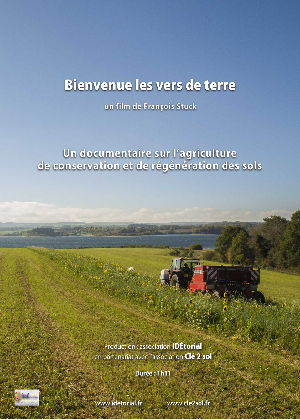 Bienvenue les vers de terre
un film de François Stuck
Un documentaire sur l'agriculture
de conservation et de régénération des sols
Production : association IDÉtorial
en partenariat avec l'association Clé 2 sol
Durée : 1h11
www.idetorial.fr
www.cle2sol.fr